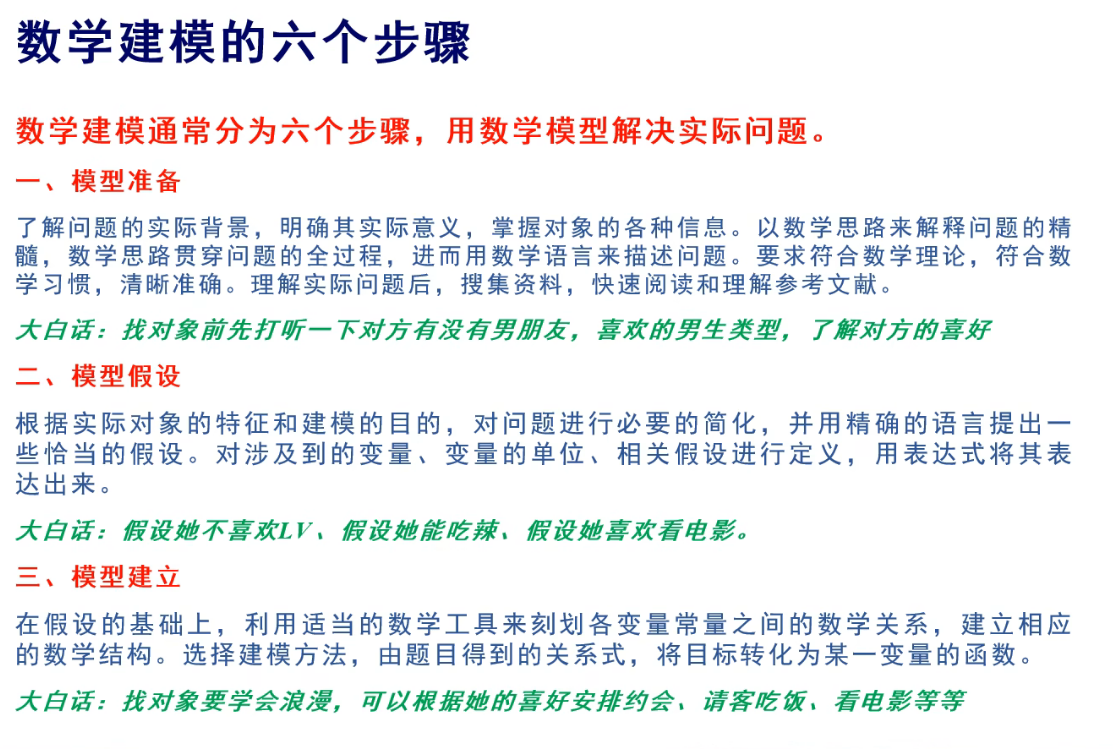 数学建模的六个步骤
数学建模通常分为六个步骤，用数学模型解决实际问题。
一、模型准备
了解问题的实际背景，明确其实际意义，掌握对象的各种信息。以数学思路来解释问题的精
髓，数学思路贯穿问题的全过程，进而用数学语言来描述问题。要求符合数学理论，符合数
学习惯，清晰准确。理解实际问题后，搜集资料，快速阅读和理解参考文献。
大白话：找对象前先打听一下对方有没有男朋友，喜欢的男生类型，了解对方的喜好
二、模型假设
根据实际对象的特征和建模的目的，对问题进行必要的简化，并用精确的语言提出一
些恰当的假设。对涉及到的变量、变量的单位、相关假设进行定义，用表达式将其表
达出来。
大白话：假设她不喜欢LV、假设她能吃辣、假设她喜欢看电影。
三、模型建立
在假设的基础上，利用适当的数学工具来刻划各变量常量之间的数学关系，建立相应
的数学结构。选择建模方法，由题目得到的关系式，将目标转化为某一变量的函数。
大白话：找对象要学会浪漫，可以根据她的喜好安排约会、请客吃饭、看电影等等